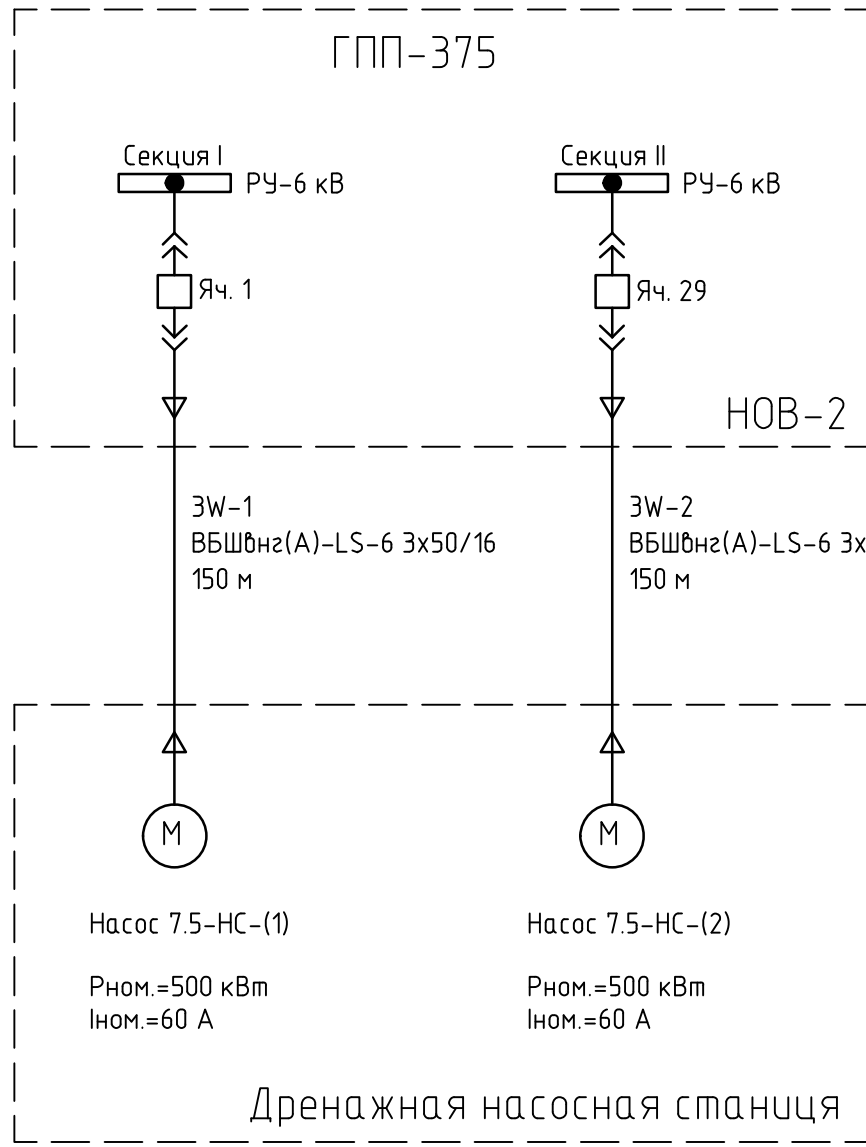 ГПП-375
Секция I
РУ-6 кВ
Секция II
РУ-6 кВ
Яч. 1
Яч. 29
НОВ-2
3W-1
ВБШвнг(А)-LS-6 3х50/16
150 м
3W-2
ВБШвнг(А)-LS-6 3х
150 м
М
М
Насос 7.5-НС-(1)
Рном.=500 кВт
Iном.=60 А
Насос 7.5-НС-(2)
Рном.=500 кВт
Iном.=60 А
Дренажная насосная станиця